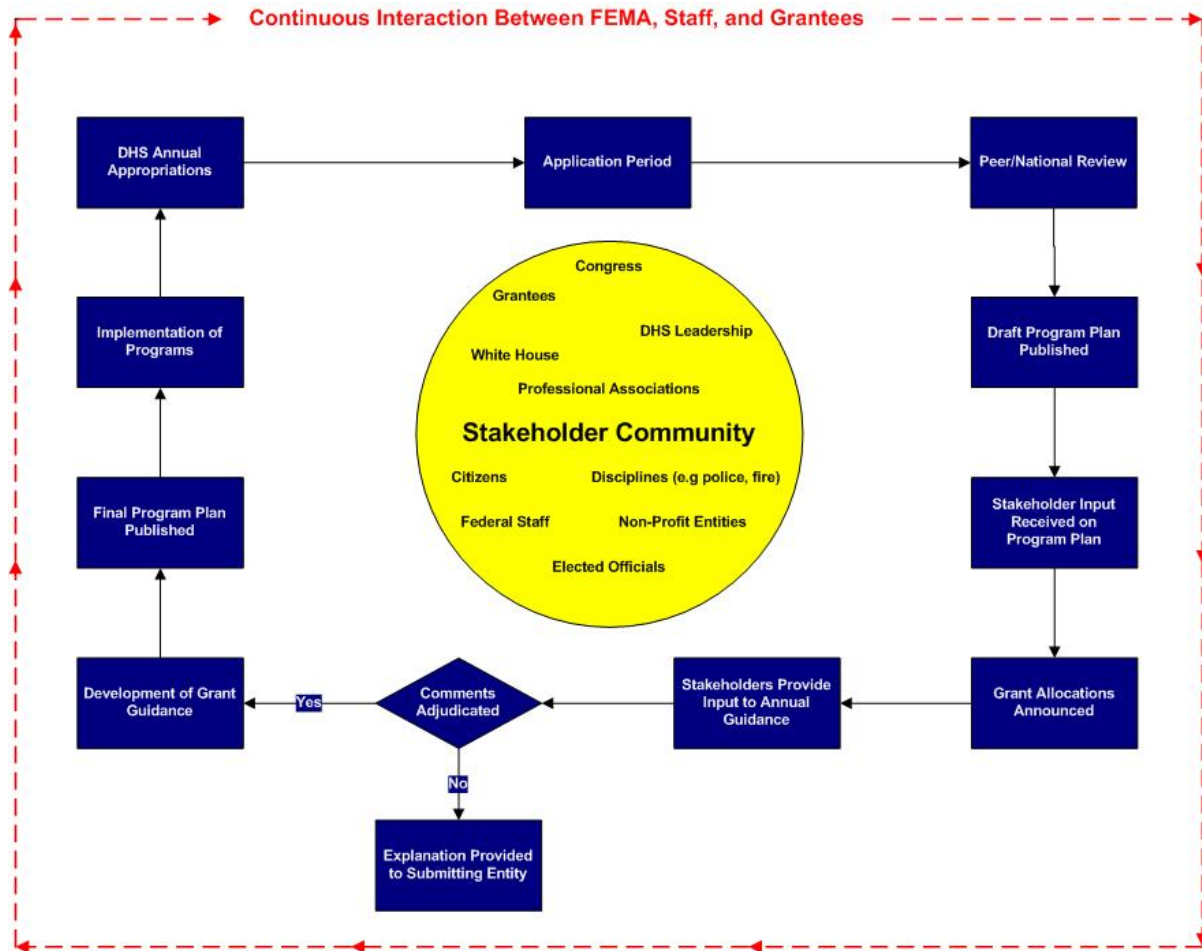 Continuous Interaction Between FEMA, Staff, and Grantees
DHS Annual
Appropriations
Application Period
Peer/National Review
Congress
Grantees
DHS Leadership
White House
Professional Associations
Stakeholder Community
Citizens
Disciplines (e.g police, fire)
Federal Staff
Non-Profit Entities
Elected Officials
Implementation of
Programs
Draft Program Plan
Published
Final Program Plan
Published
Stakeholder Input
Received on
Program Plan
Development of Grant
Guidance
Yes
Comments
Adjudicated
Stakeholders Provide
Input to Annual
Guidance
Grant Allocations
Announced
No
Explanation Provided
to Submitting Entity